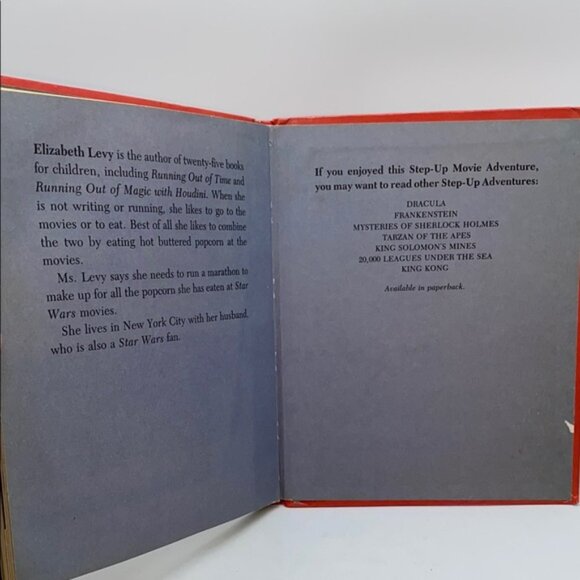 Elizabeth Levy is the author of twenty-five books
for children, including Running Out of Time and
Running Out of Magic with Houdini. When she
is not writing or running, she likes to go to the
movies or to eat. Best of all she likes to combine
the two by eating hot buttered popcorn at the
movies.
Ms. Levy says she needs to run a marathon to
make up for all the popcorn she has eaten at Star
Wars movies.
She lives in New York City with her husband,
who is also a Star Wars fan.
If you enjoyed this Step-Up Movie Adventure,
you may want to read other Step-Up Adventures:
DRACULA
FRANKENSTEIN
MYSTERIES OF SHERLOCK HOLMES
TARZAN OF THE APES
KING SOLOMON'S MINES
20,000 LEAGUES UNDER THE SEA
KING KONG
Available in paperback.